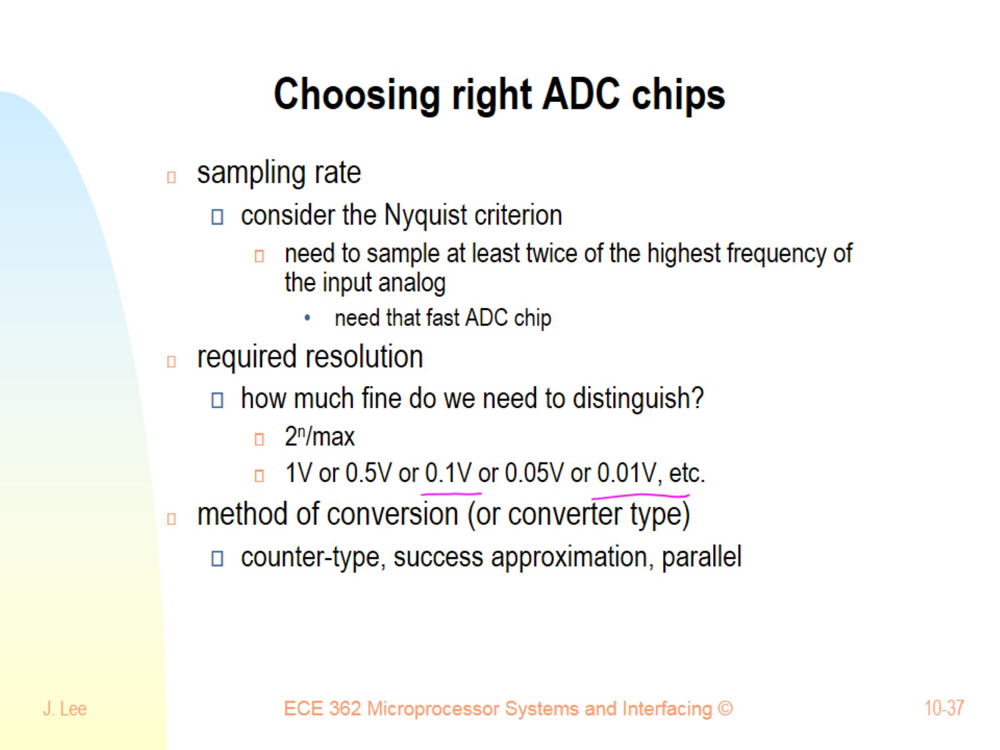 Choosing right ADC chips
sampling rate
consider the Nyquist criterion
need to sample at least twice of the highest frequency of
the input analog
• need that fast ADC chip
required resolution
how much fine do we need to distinguish?
2ⁿ/max
1V or 0.5V or 0.1V or 0.05V or 0.01V, etc.
method of conversion (or converter type)
counter-type, success approximation, parallel
J. Lee ECE 362 Microprocessor Systems and Interfacing © 10-37